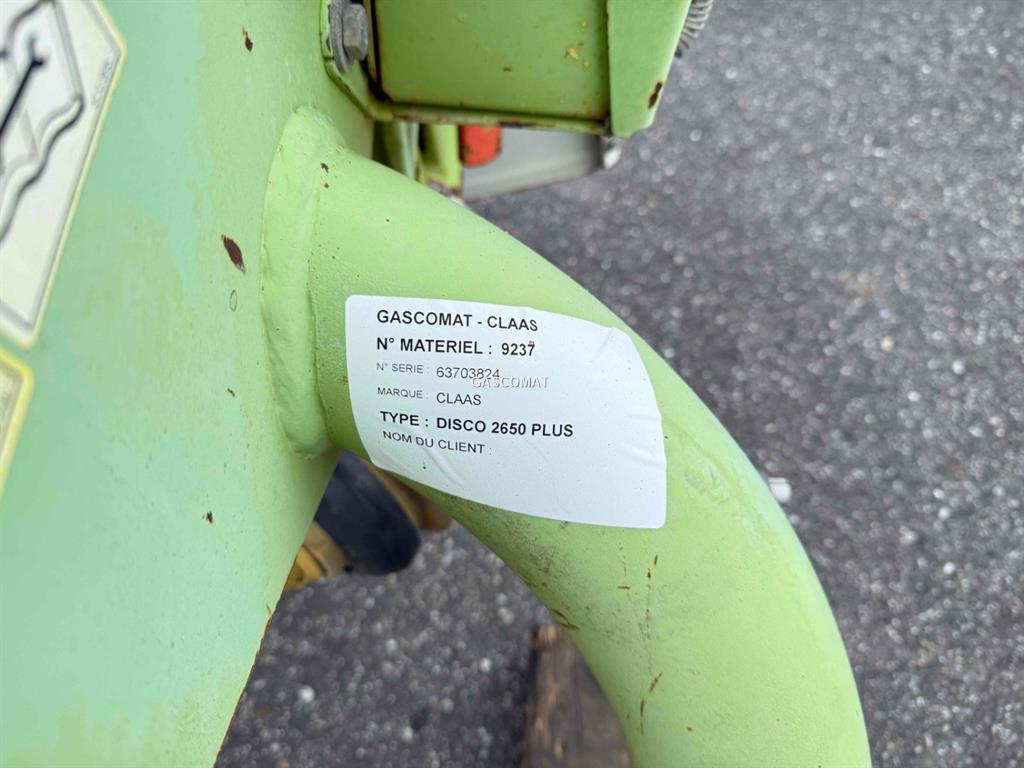 GASCOMAT - CLAAS
N° MATERIEL : 9237
N° SERIE : 63703824
GASCOMAT
MARQUE : CLAAS
TYPE : DISCO 2650 PLUS
NOM DU CLIENT :